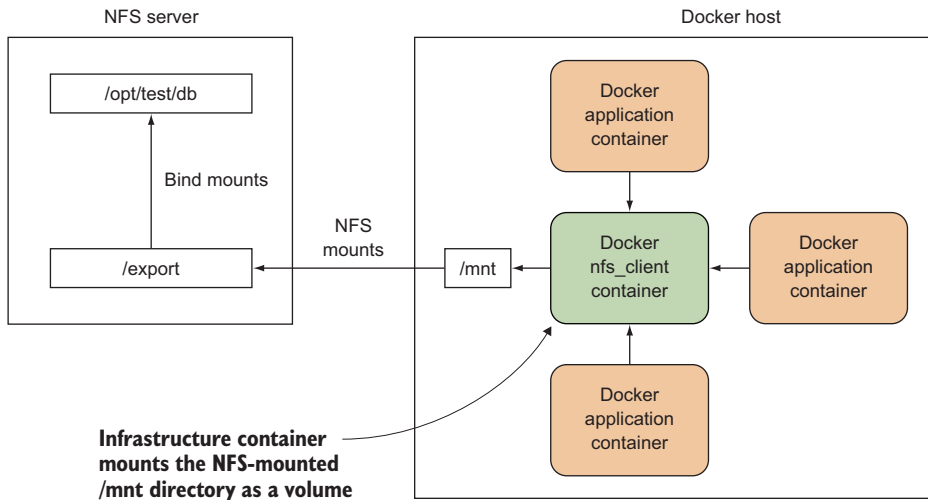 NFS server
Docker host
/opt/test/db
Bind mounts
/export
NFS
mounts
/mnt
Docker
application
container
Docker
nfs_client
container
Docker
application
container
Docker
application
container
Infrastructure container
mounts the NFS-mounted
/mnt directory as a volume